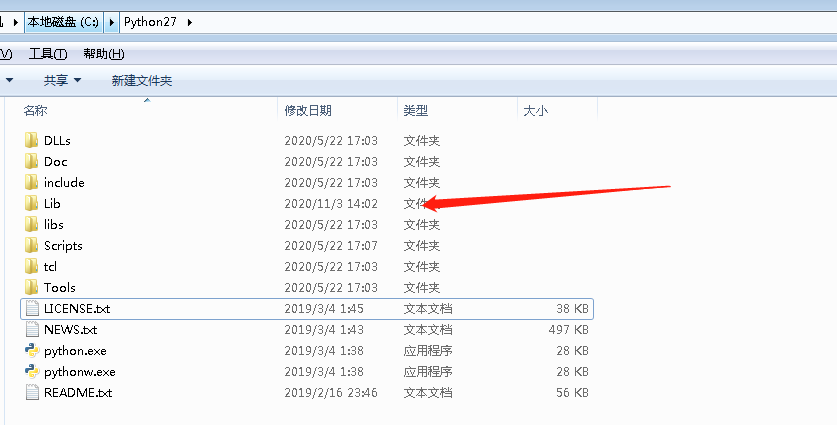 本地磁盘 (C:) Python27
(V) 工具(T) 帮助(H)
共享 新建文件夹
名称 修改日期 类型 大小
DLLs 2020/5/22 17:03 文件夹
Doc 2020/5/22 17:03 文件夹
include 2020/5/22 17:03 文件夹
Lib 2020/11/3 14:02 文件夹
libs 2020/5/22 17:03 文件夹
Scripts 2020/5/22 17:07 文件夹
tcl 2020/5/22 17:03 文件夹
Tools 2020/5/22 17:03 文件夹
LICENSE.txt 2019/3/4 1:45 文本文档 38 KB
NEWS.txt 2019/3/4 1:43 文本文档 497 KB
python.exe 2019/3/4 1:38 应用程序 28 KB
pythonw.exe 2019/3/4 1:38 应用程序 28 KB
README.txt 2019/2/16 23:46 文本文档 56 KB